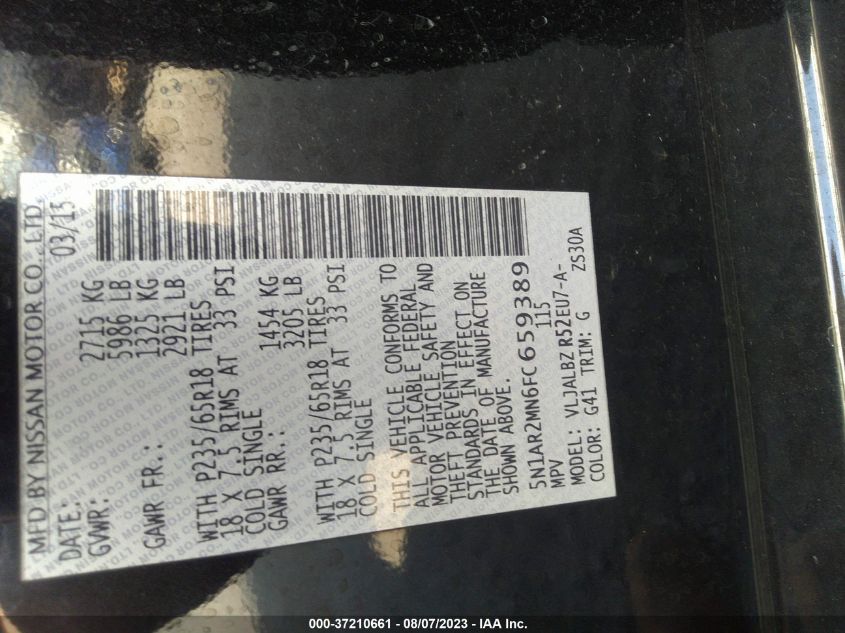 MFD BY NISSAN MOTOR CO., LTD.
DATE: 03/15
GVWR: 2715 KG
5986 LB
GAWR FR.: 1325 KG
2921 LB
WITH P235/65R18 TIRES
18 X 7.5 RIMS AT 33 PSI
COLD SINGLE
GAWR RR.: 1454 KG
3205 LB
WITH P235/65R18 TIRES
18 X 7.5 RIMS AT 33 PSI
COLD SINGLE
THIS VEHICLE CONFORMS TO
ALL APPLICABLE FEDERAL
MOTOR VEHICLE SAFETY AND
THEFT PREVENTION
STANDARDS IN EFFECT ON
THE DATE OF MANUFACTURE
SHOWN ABOVE.
5N1AR2MN6FC659389
MPV 115
MODEL: VLJALBZ R52EU7-A-
COLOR: G41 TRIM: G ZS30A
000-37210661 - 08/07/2023 - IAA Inc.